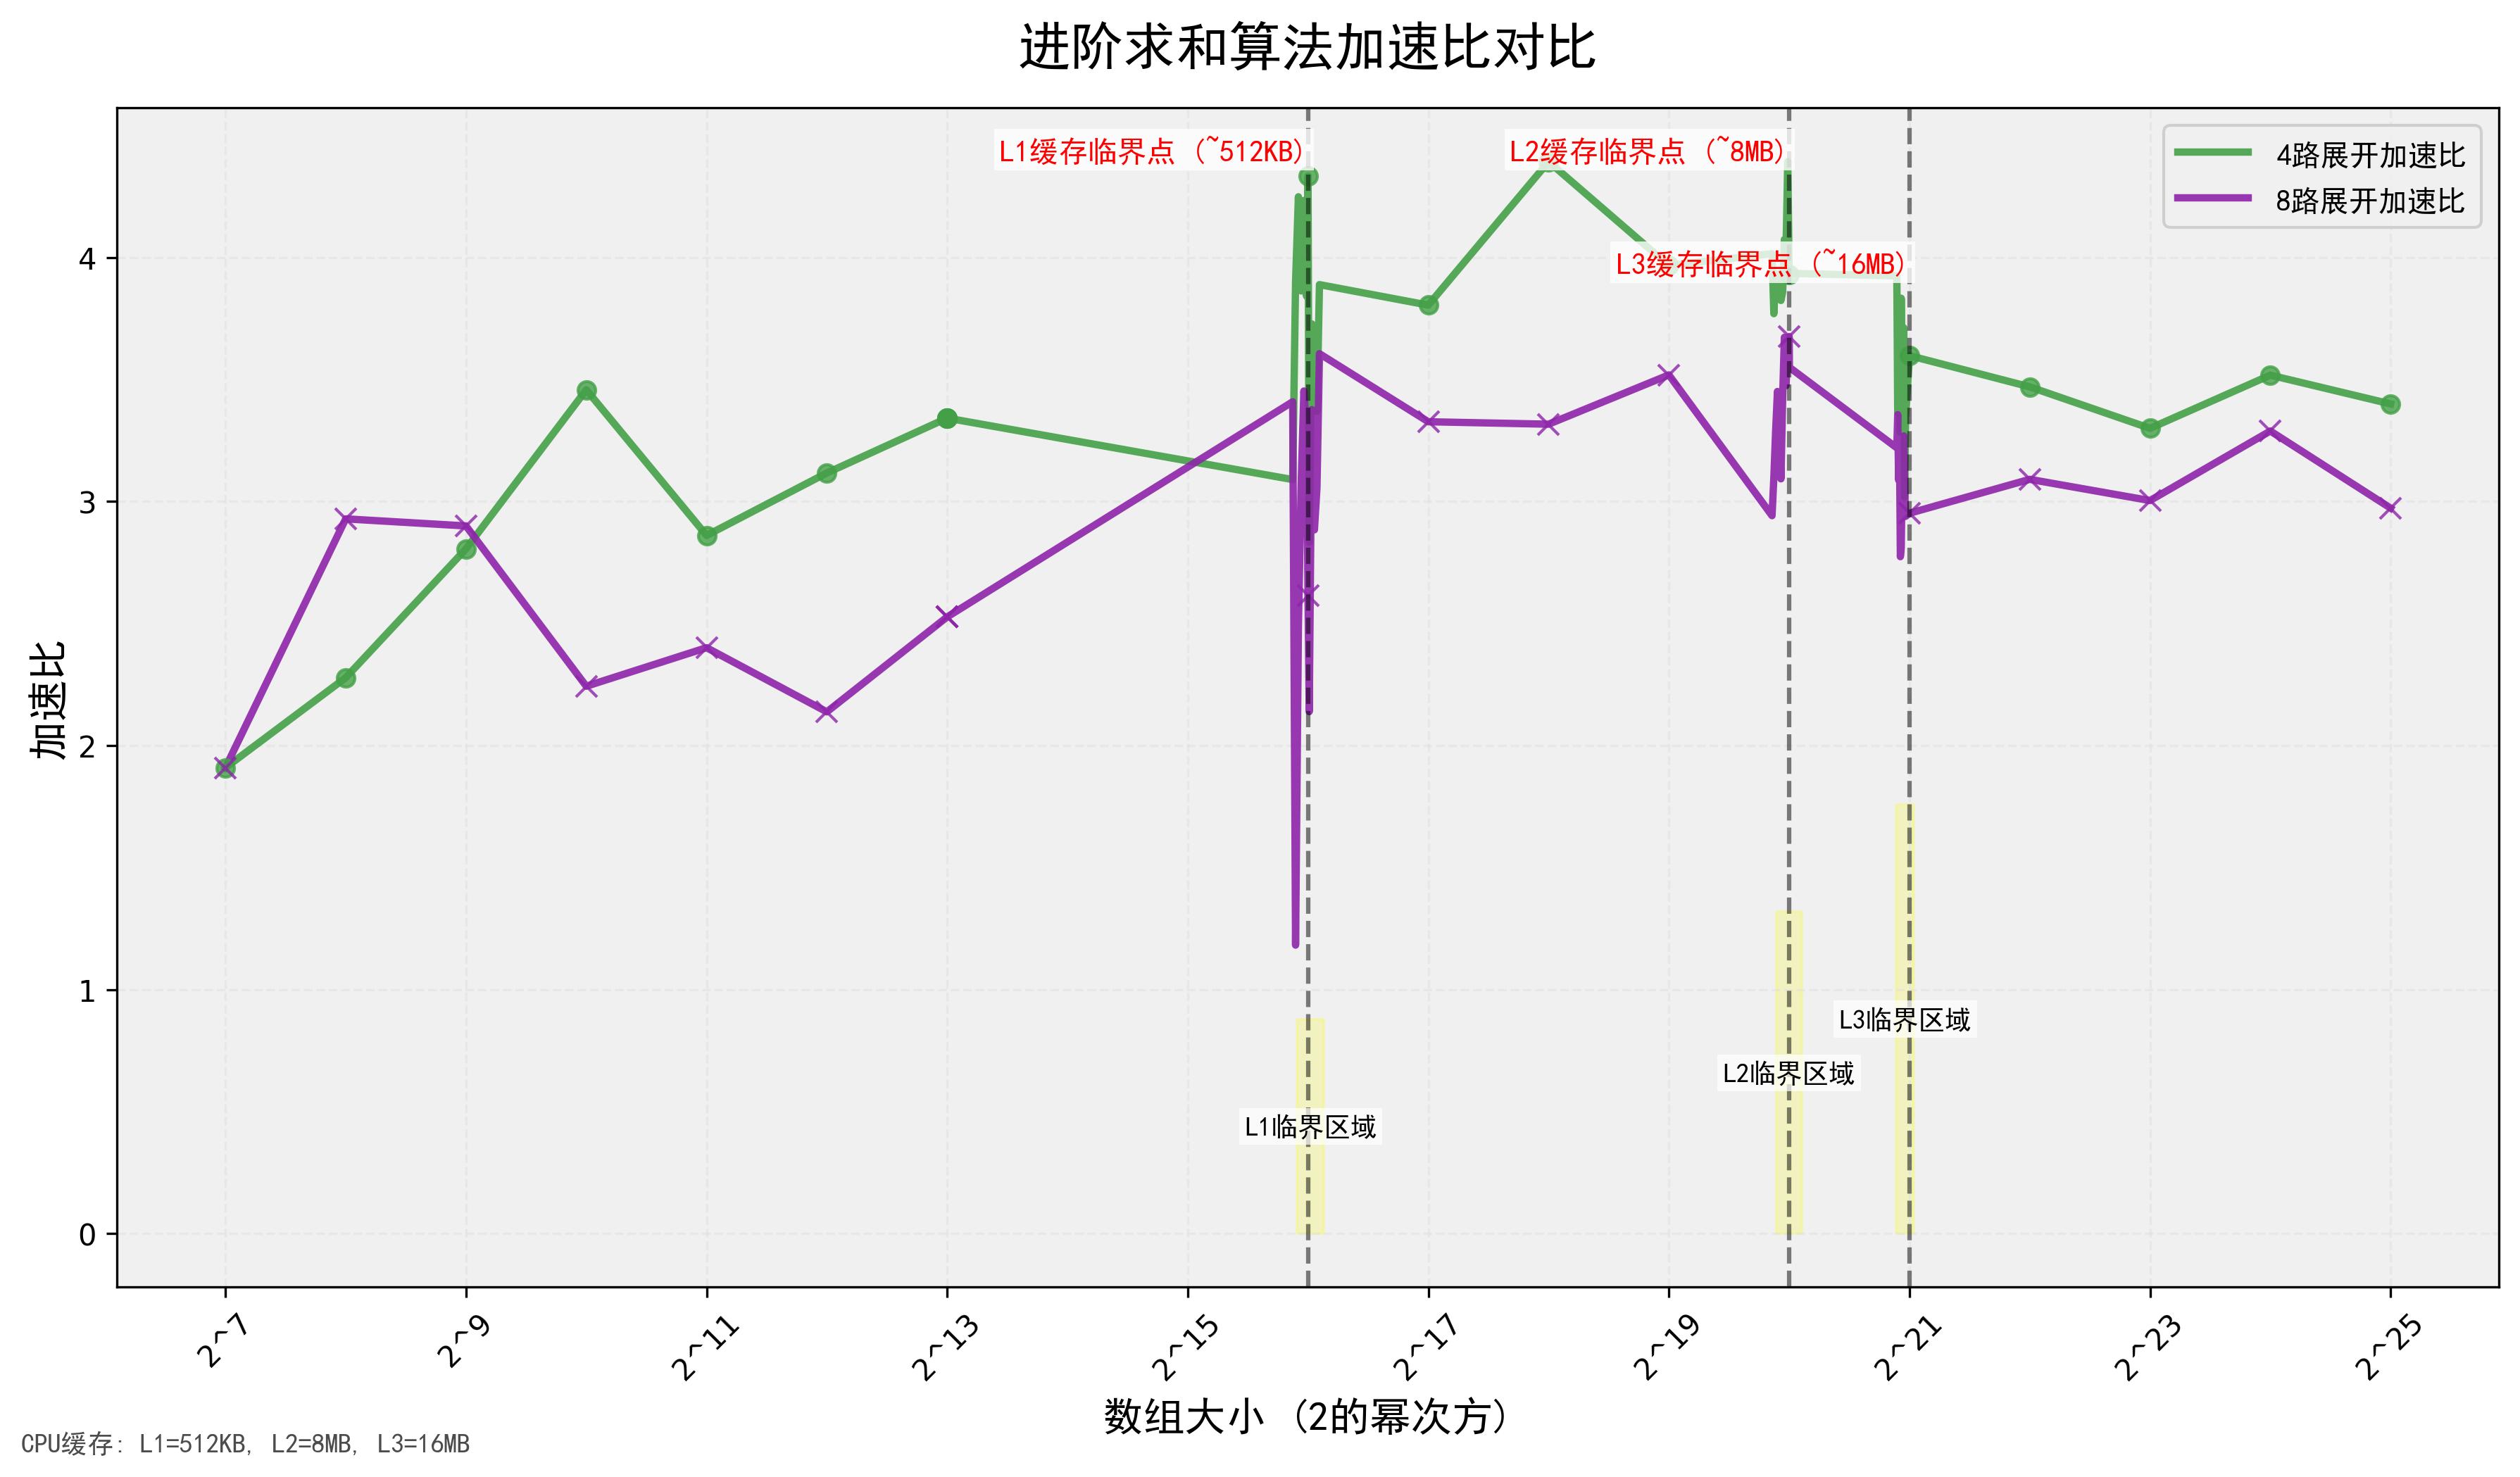 进阶求和算法加速比对比
L1缓存临界点 (~512KB)
L2缓存临界点 (~8MB)
L3缓存临界点 (~16MB)
4路展开加速比
8路展开加速比
加速比
4
3
2
1
0
L3临界区域
L2临界区域
L1临界区域
2^7
2^9
2^11
2^13
2^15
2^17
2^19
2^21
2^23
2^25
数组大小 (2的幂次方)
CPU缓存: L1=512KB, L2=8MB, L3=16MB